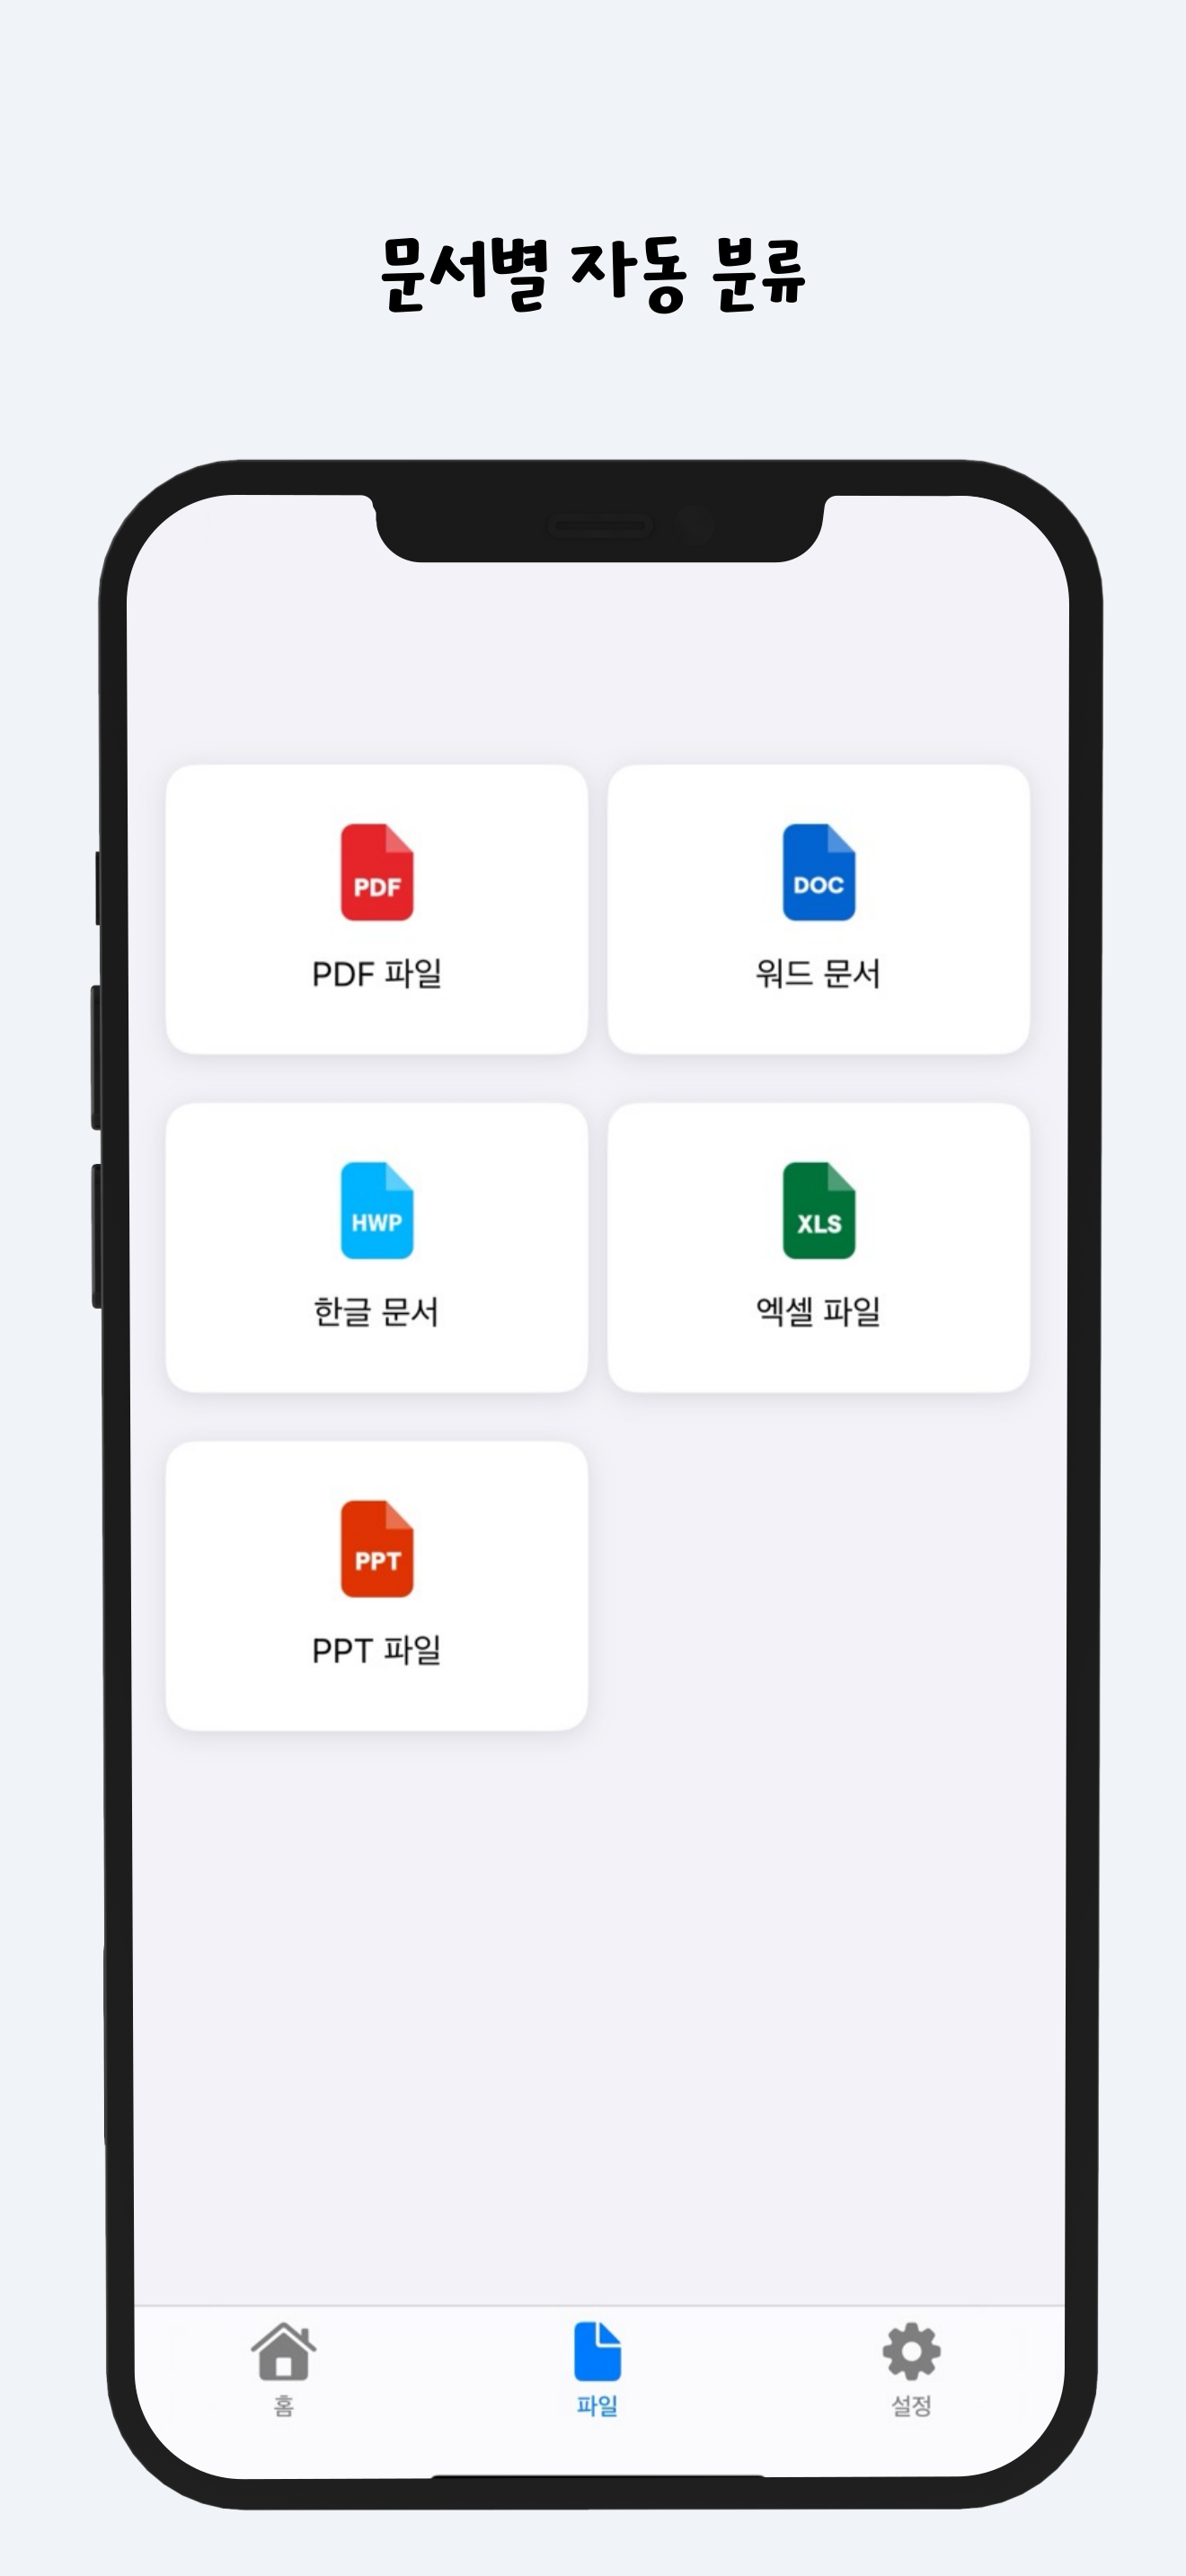 문서별 자동 분류
PDF
DOC
PDF 파일
워드 문서
HWP
XLS
한글 문서
엑셀 파일
PPT
PPT 파일
홈
파일
설정